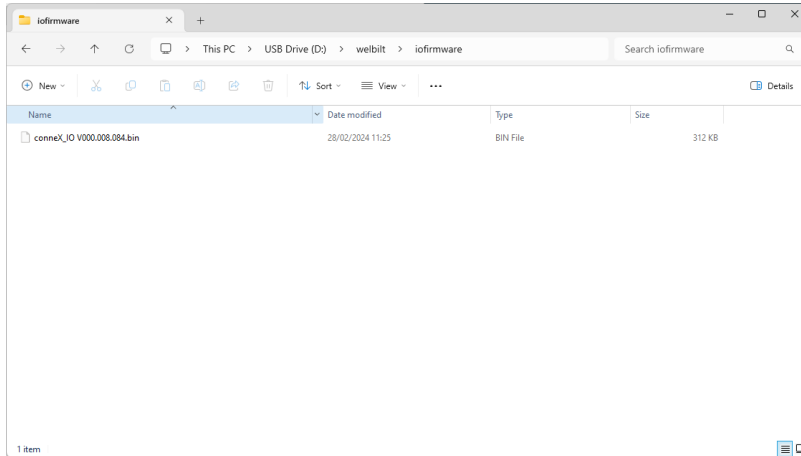 iofirmware
This PC > USB Drive (D:) > welbilt > iofirmware
Search iofirmware
New
Sort
View
Details
Name
Date modified
Type
Size
conneX_IO V000.008.084.bin
28/02/2024 11:25
BIN File
312 KB
1 item